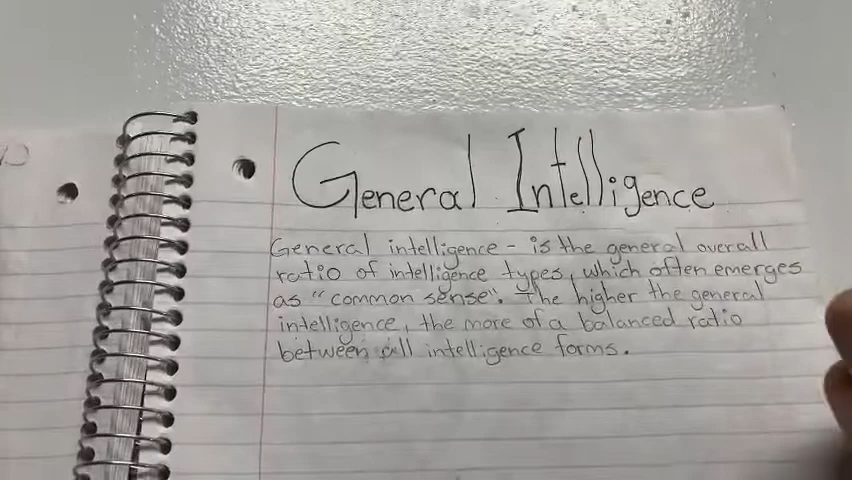 General Intelligence
General intelligence - is the general overall
ratio of intelligence types, which often emerges
as "common sense". The higher the general
intelligence, the more of a balanced ratio
between all intelligence forms.